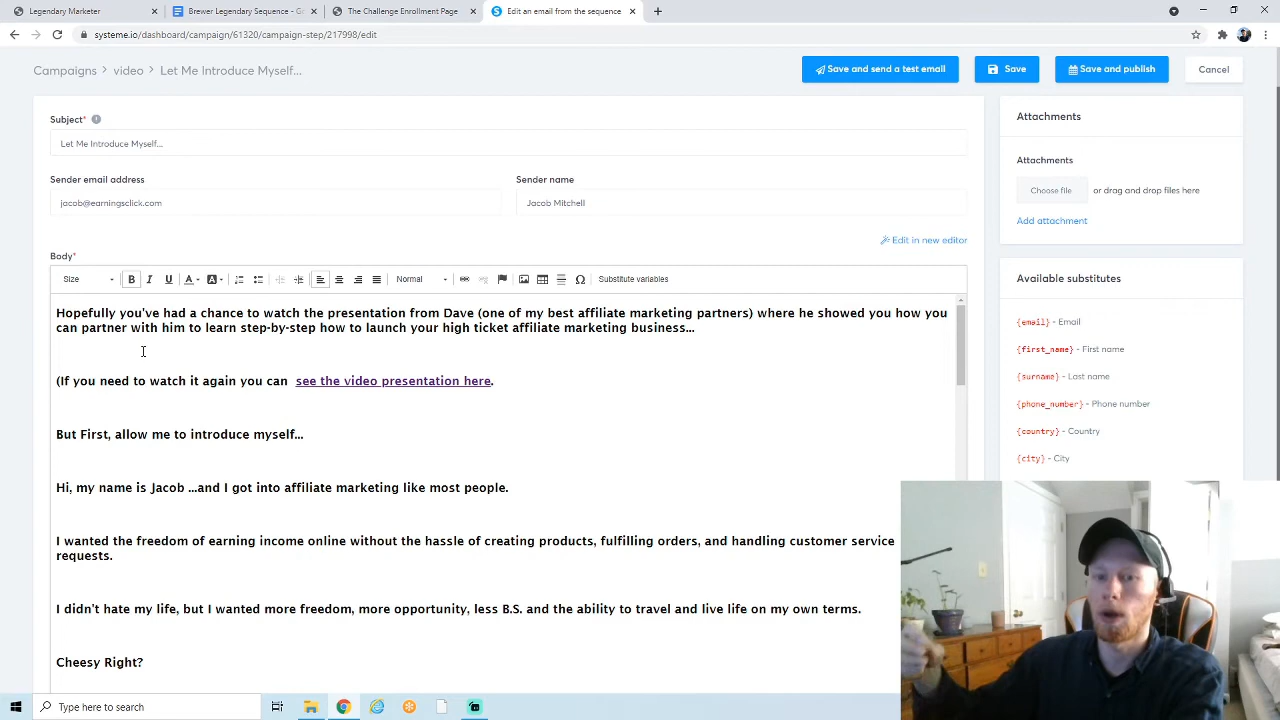 Legendary Marketer
Brewer Legendary Sequence - Go
The Challenge Enrollment Page
Edit an email from the sequence
systeme.io/dashboard/campaign/61320/campaign-step/217998/edit
Campaigns > video > Let Me Introduce Myself...
Save and send a test email
Save
Save and publish
Cancel
Subject*
Let Me Introduce Myself...
Sender email address
Sender name
jacob@earningsclick.com
Jacob Mitchell
Edit in new editor
Body*
Size
B
I
U
A
A
Normal
Substitute variables
Hopefully you've had a chance to watch the presentation from Dave (one of my best affiliate marketing partners) where he showed you how you
can partner with him to learn step-by-step how to launch your high ticket affiliate marketing business...
(If you need to watch it again you can see the video presentation here.
But First, allow me to introduce myself...
Hi, my name is Jacob ...and I got into affiliate marketing like most people.
I wanted the freedom of earning income online without the hassle of creating products, fulfilling orders, and handling customer service
requests.
I didn't hate my life, but I wanted more freedom, more opportunity, less B.S. and the ability to travel and live life on my own terms.
Cheesy Right?
Attachments
Attachments
Choose file
or drag and drop files here
Add attachment
Available substitutes
{email} - Email
{first_name} - First name
{surname} - Last name
{phone_number} - Phone number
{country} - Country
{city} - City
Type here to search